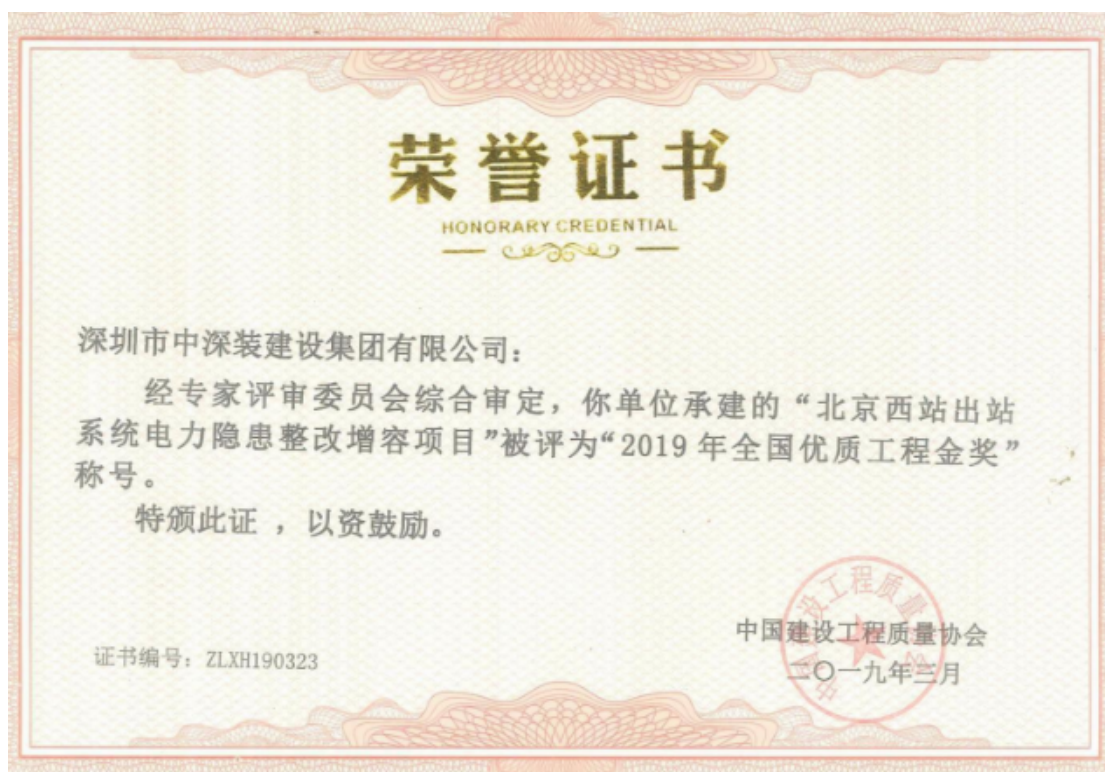 荣誉证书
HONORARY CREDENTIAL
深圳市中深装建设集团有限公司：
经专家评审委员会综合审定，你单位承建的“北京西站出站
系统电力隐患整改增容项目”被评为“2019年全国优质工程金奖”
称号。
特颁此证 ，以资鼓励。
中国建设工程质量协会
二〇一九年三月
证书编号：ZLXH190323